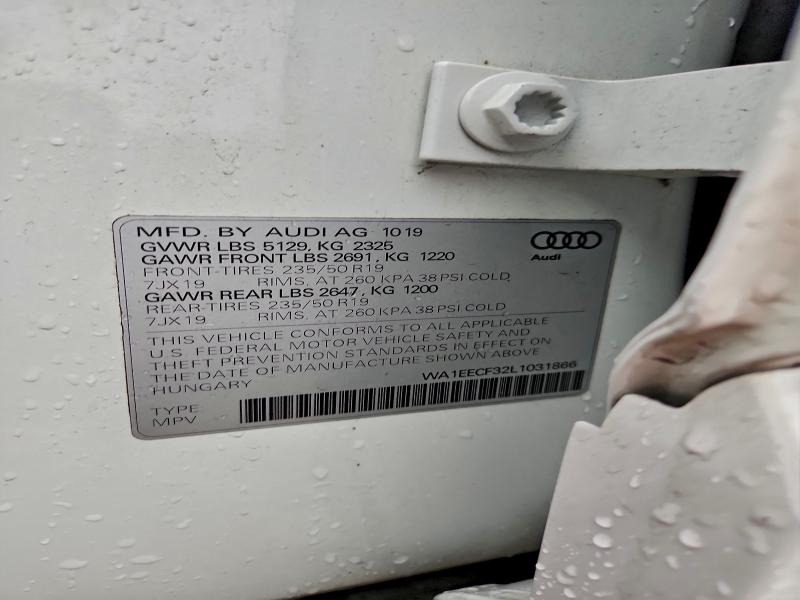 MFD. BY AUDI AG 10 19
GVWR LBS 5129, KG 2325
GAWR FRONT LBS 2691, KG 1220
FRONT-TIRES 235/50 R19
7JX19 RIMS, AT 260 KPA 38 PSI COLD
GAWR REAR LBS 2647, KG 1200
REAR-TIRES 235/50 R19
7JX19 RIMS, AT 260 KPA 38 PSI COLD
Audi
THIS VEHICLE CONFORMS TO ALL APPLICABLE
U.S. FEDERAL MOTOR VEHICLE SAFETY AND
THEFT PREVENTION STANDARDS IN EFFECT ON
THE DATE OF MANUFACTURE SHOWN ABOVE
HUNGARY WA1EECF32L1031866
TYPE
MPV